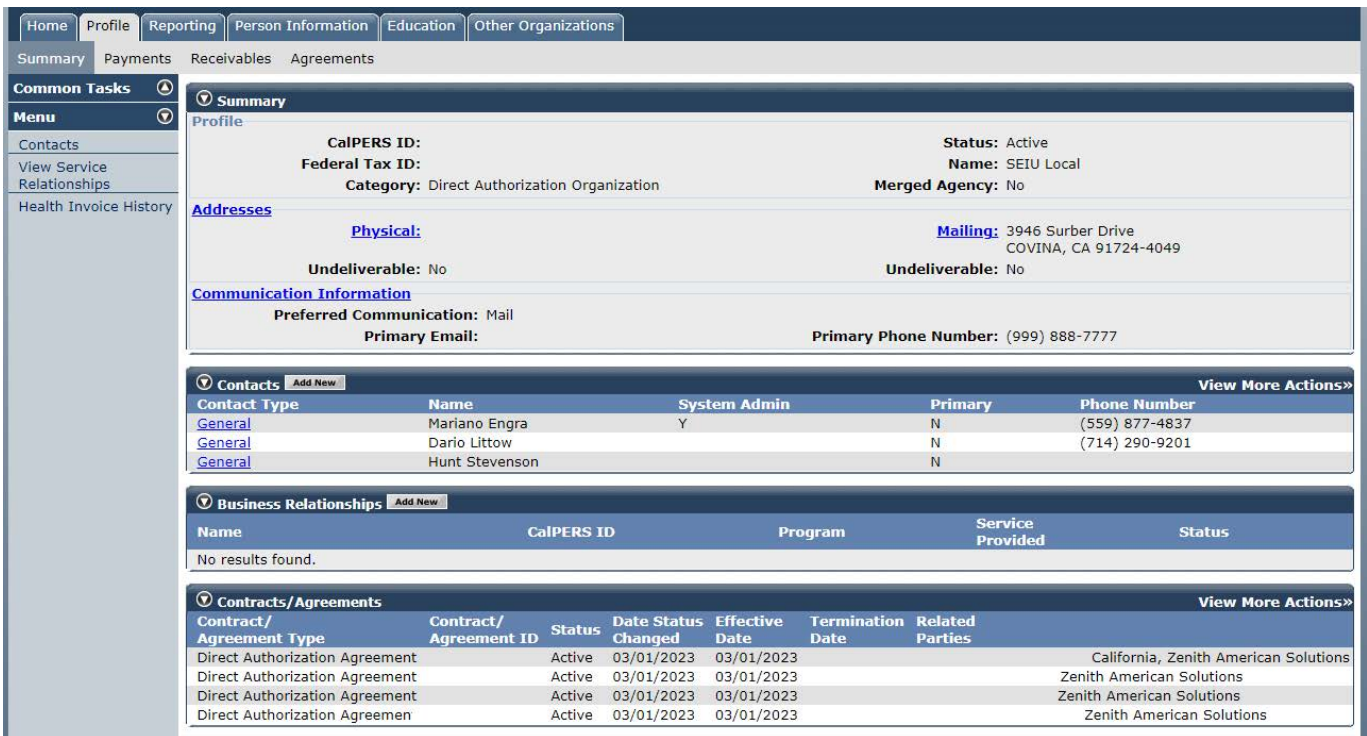 Home Profile Reporting Person Information Education Other Organizations
Summary Payments Receivables Agreements
Common Tasks
Menu
Contacts
View Service
Relationships
Health Invoice History
Summary
Profile
CalPERS ID: Status: Active
Federal Tax ID: Name: SEIU Local
Category: Direct Authorization Organization Merged Agency: No
Addresses
Physical: Mailing: 3946 Surber Drive
COVINA, CA 91724-4049
Undeliverable: No Undeliverable: No
Communication Information
Preferred Communication: Mail
Primary Email: Primary Phone Number: (999) 888-7777
Contacts Add New View More Actions»
Contact Type Name System Admin Primary Phone Number
General Mariano Engra Y N (559) 877-4837
General Dario Littow N (714) 290-9201
General Hunt Stevenson N
Business Relationships Add New
Name CalPERS ID Program Service Provided Status
No results found.
Contracts/Agreements View More Actions»
Contract/ Contract/ Status Date Status Effective Termination Related
Agreement Type Agreement ID Changed Date Date Parties
Direct Authorization Agreement Active 03/01/2023 03/01/2023 California, Zenith American Solutions
Direct Authorization Agreement Active 03/01/2023 03/01/2023 Zenith American Solutions
Direct Authorization Agreement Active 03/01/2023 03/01/2023 Zenith American Solutions
Direct Authorization Agreemen Active 03/01/2023 03/01/2023 Zenith American Solutions